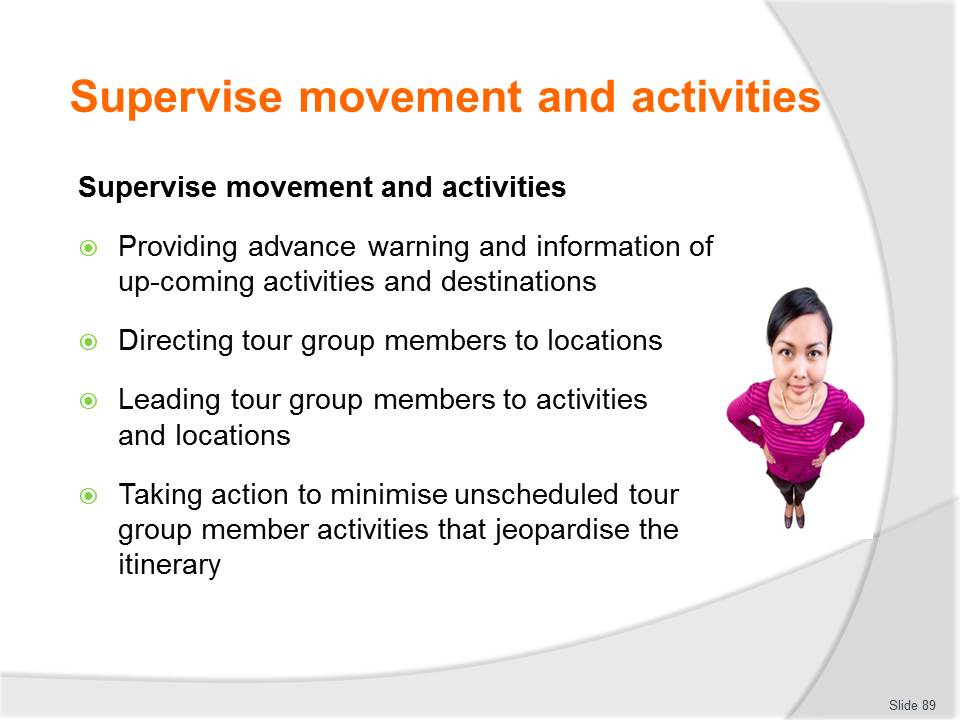 Supervise movement and activities
Supervise movement and activities
Providing advance warning and information of
up-coming activities and destinations
Directing tour group members to locations
Leading tour group members to activities
and locations
Taking action to minimise unscheduled tour
group member activities that jeopardise the
itinerary
Slide 89